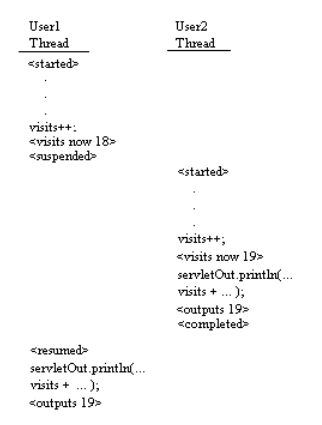 User1 User2
Thread Thread
<started>
.
.
.
visits++;
<visits now 18>
<suspended>
<started>
.
.
.
visits++;
<visits now 19>
servletOut.println(...
visits + ... );
<outputs 19>
<completed>
<resumed>
servletOut.println(...
visits + ... );
<outputs 19>